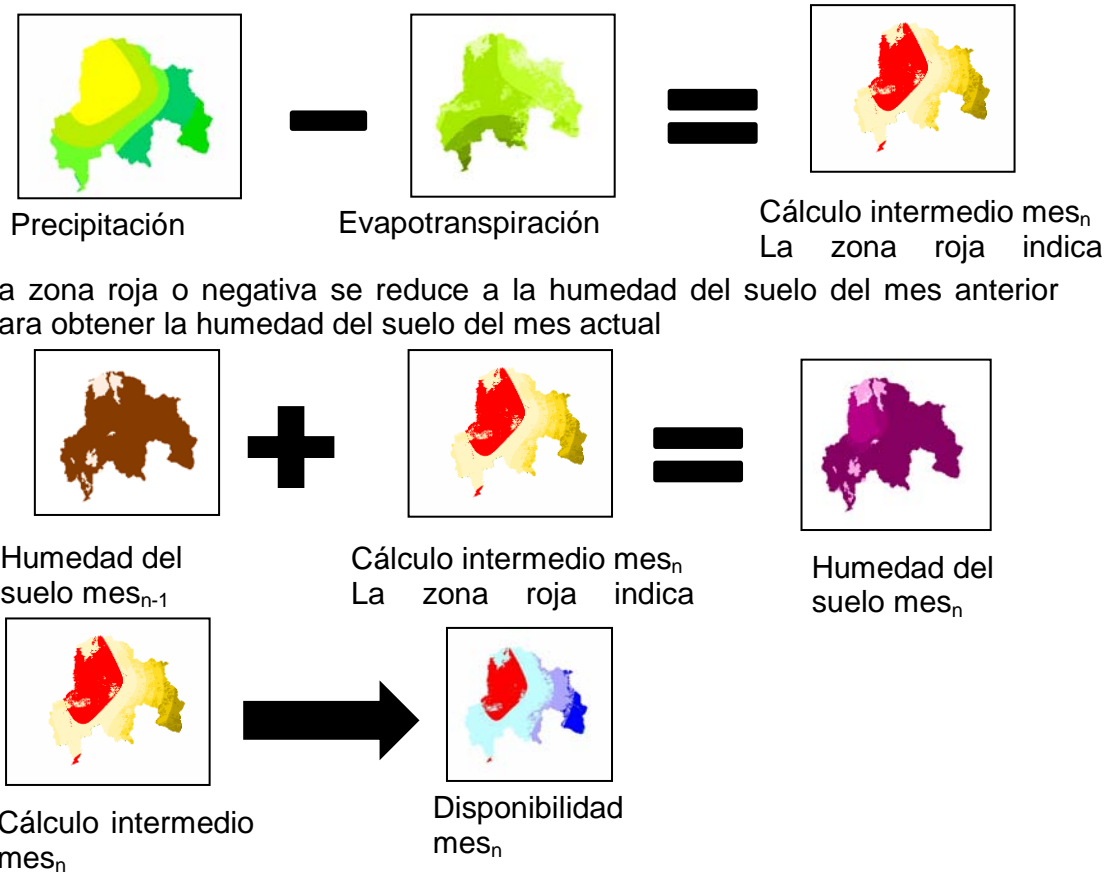 Precipitación
Evapotranspiración
Cálculo intermedio mesn
La zona roja indica
a zona roja o negativa se reduce a la humedad del suelo del mes anterior
ara obtener la humedad del suelo del mes actual
Humedad del
suelo mesn-1
Cálculo intermedio mesn
La zona roja indica
Humedad del
suelo mesn
Cálculo intermedio
mesn
Disponibilidad
mesn